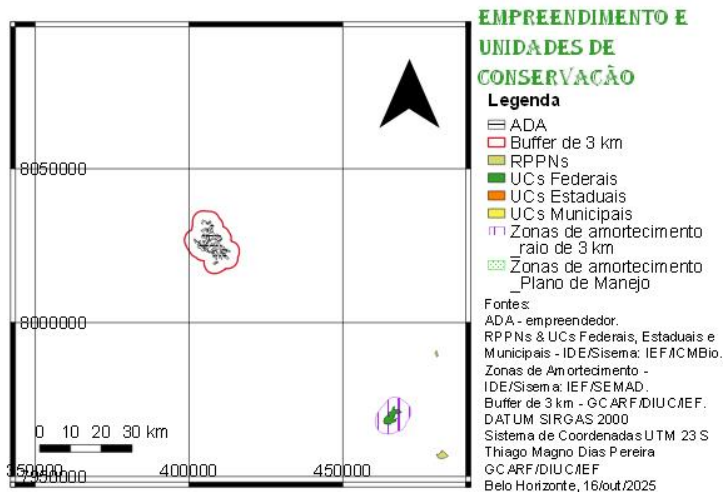 EMPREENDIMENTO E
UNIDADES DE
CONSERVAÇÃO
Legenda
ADA
Buffer de 3 km
RPPNs
UCs Federais
UCs Estaduais
UCs Municipais
Zonas de amortecimento
_raio de 3 km
Zonas de amortecimento
_Plano de Manejo
Fontes:
ADA - empreendedor.
RPPNs & UCs Federais, Estaduais e
Municipais - IDE/Sisema: IEF/ICMBio.
Zonas de Amortecimento -
IDE/Sisema: IEF/SEMAD.
Buffer de 3 km - GCARF/DIUC/IEF.
DATUM SIRGAS 2000
Sistema de Coordenadas UTM 23 S
Thiago Magno Dias Pereira
GCARF/DIUC/IEF
Belo Horizonte, 16/out/2025
8050000
8000000
0 10 20 30 km
7950000
350000 400000 450000